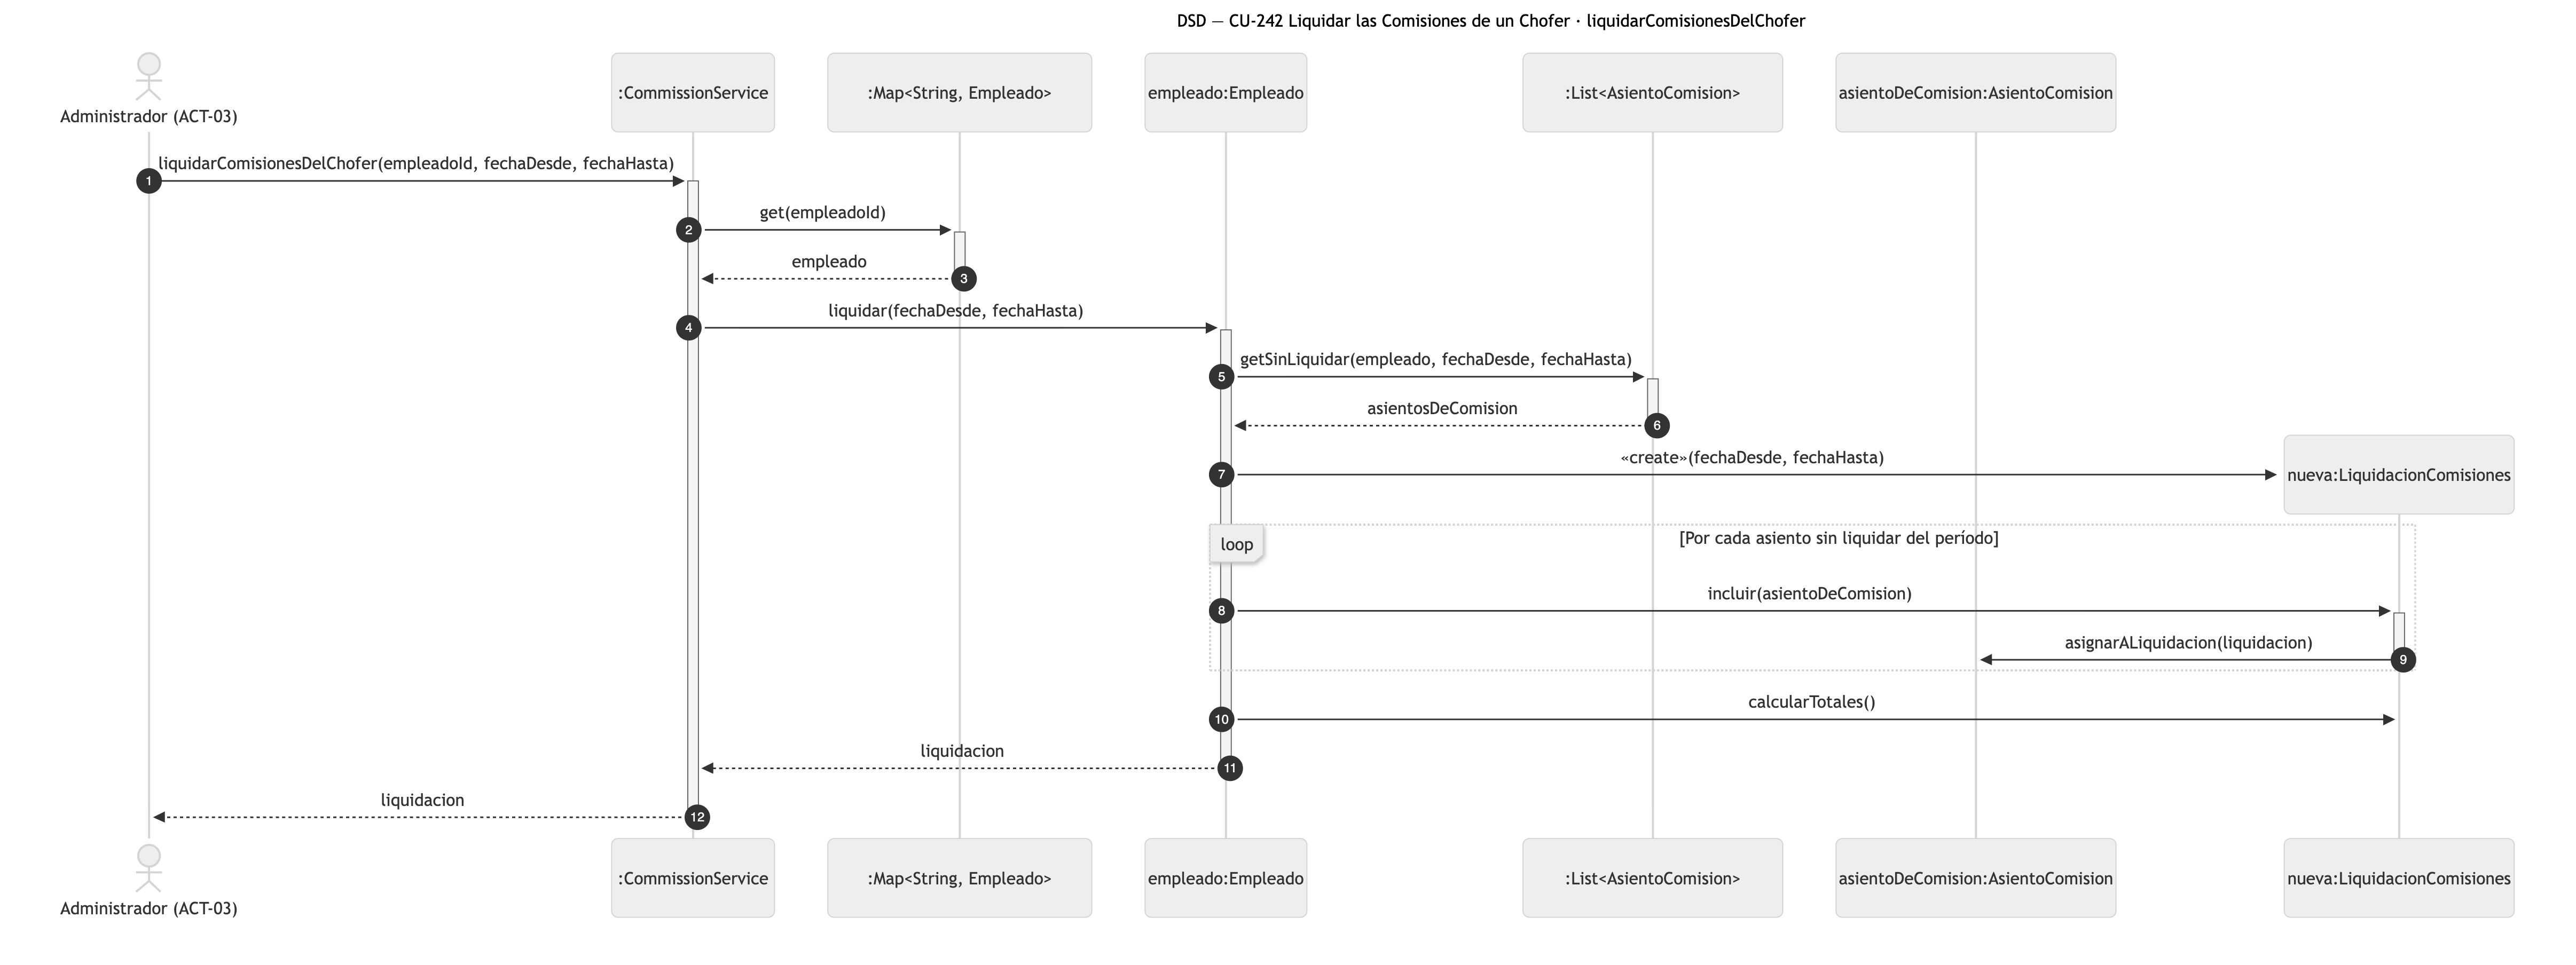 DSD — CU-242 Liquidar las Comisiones de un Chofer · liquidarComisionesDelChofer
Administrador (ACT-03)
:CommissionService
:Map<String, Empleado>
empleado:Empleado
:List<AsientoComision>
asientoDeComision:AsientoComision
1
liquidarComisionesDelChofer(empleadoId, fechaDesde, fechaHasta)
2
get(empleadoId)
empleado
3
4
liquidar(fechaDesde, fechaHasta)
5
getSinLiquidar(empleado, fechaDesde, fechaHasta)
asientosDeComision
6
7
«create»(fechaDesde, fechaHasta)
nueva:LiquidacionComisiones
loop
[Por cada asiento sin liquidar del período]
8
incluir(asientoDeComision)
asignarALiquidacion(liquidacion)
9
10
calcularTotales()
liquidacion
11
liquidacion
12
Administrador (ACT-03)
:CommissionService
:Map<String, Empleado>
empleado:Empleado
:List<AsientoComision>
asientoDeComision:AsientoComision
nueva:LiquidacionComisiones